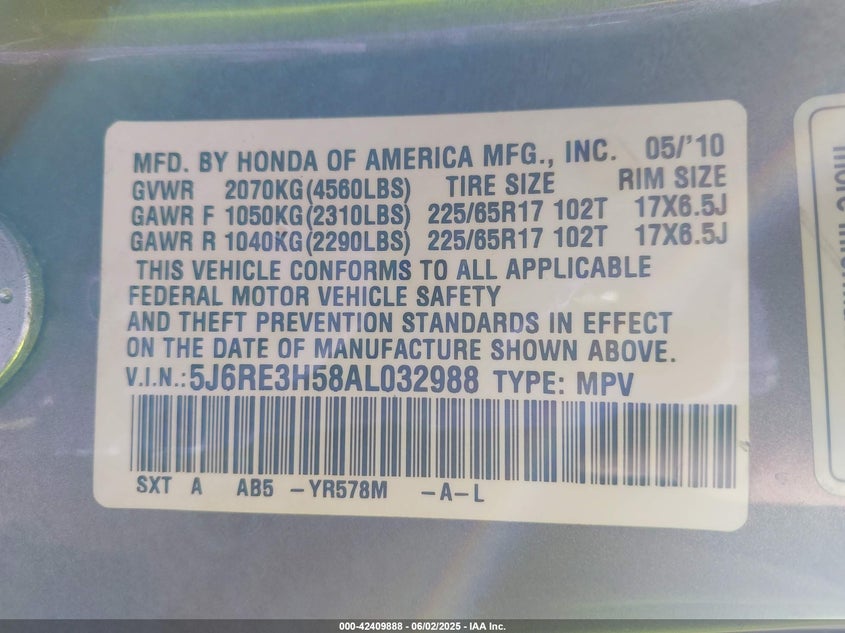 MFD. BY HONDA OF AMERICA MFG., INC. 05/'10
GVWR 2070KG(4560LBS) TIRE SIZE RIM SIZE
GAWR F 1050KG(2310LBS) 225/65R17 102T 17X6.5J
GAWR R 1040KG(2290LBS) 225/65R17 102T 17X6.5J
THIS VEHICLE CONFORMS TO ALL APPLICABLE
FEDERAL MOTOR VEHICLE SAFETY
AND THEFT PREVENTION STANDARDS IN EFFECT
ON THE DATE OF MANUFACTURE SHOWN ABOVE.
V.I.N.:5J6RE3H58AL032988 TYPE: MPV
SXT A AB5 -YR578M -A-L
more
000-42409888 - 06/02/2025 - IAA Inc.